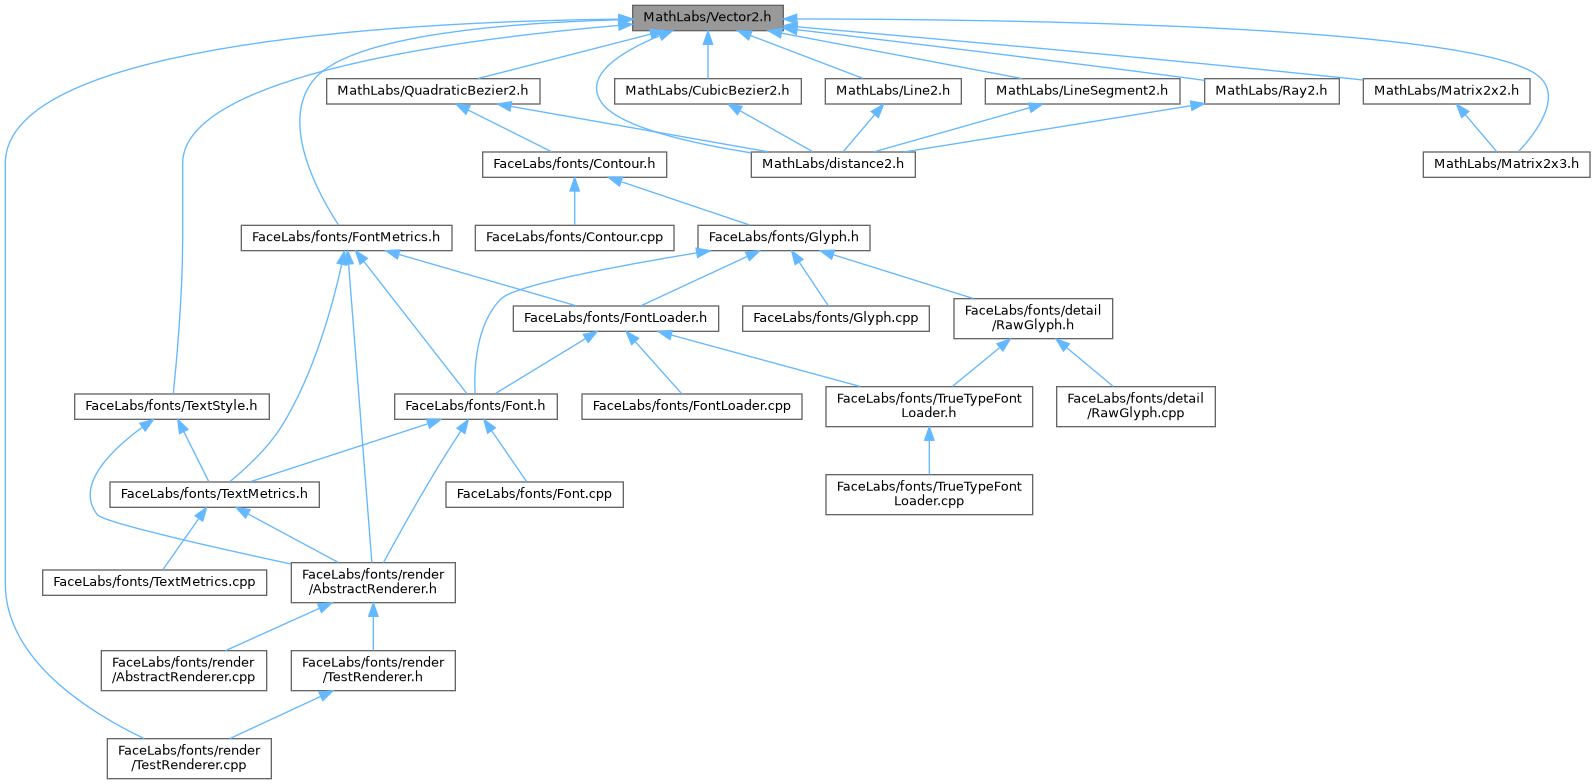 MathLabs/Vector2.h
MathLabs/QuadraticBezier2.h
MathLabs/CubicBezier2.h
MathLabs/Line2.h
MathLabs/LineSegment2.h
MathLabs/Ray2.h
MathLabs/Matrix2x2.h
FaceLabs/fonts/Contour.h
MathLabs/distance2.h
MathLabs/Matrix2x3.h
FaceLabs/fonts/FontMetrics.h
FaceLabs/fonts/Contour.cpp
FaceLabs/fonts/Glyph.h
FaceLabs/fonts/FontLoader.h
FaceLabs/fonts/Glyph.cpp
FaceLabs/fonts/detail
/RawGlyph.h
FaceLabs/fonts/TextStyle.h
FaceLabs/fonts/Font.h
FaceLabs/fonts/FontLoader.cpp
FaceLabs/fonts/TrueTypeFont
Loader.h
FaceLabs/fonts/detail
/RawGlyph.cpp
FaceLabs/fonts/TextMetrics.h
FaceLabs/fonts/Font.cpp
FaceLabs/fonts/TrueTypeFont
Loader.cpp
FaceLabs/fonts/TextMetrics.cpp
FaceLabs/fonts/render
/AbstractRenderer.h
FaceLabs/fonts/render
/AbstractRenderer.cpp
FaceLabs/fonts/render
/TestRenderer.h
FaceLabs/fonts/render
/TestRenderer.cpp